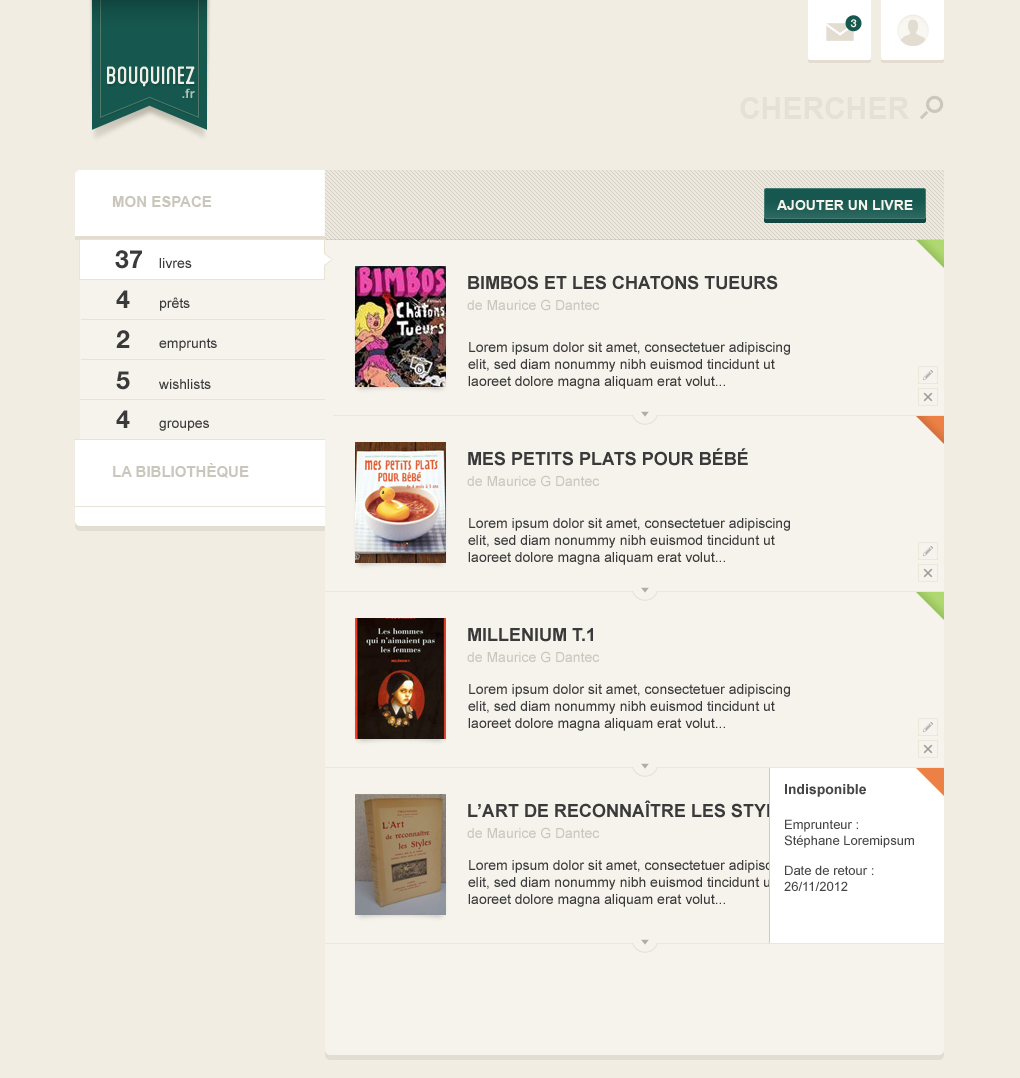 BOUQUINEZ
.fr
3
CHERCHER
MON ESPACE
37 livres
4 prêts
2 emprunts
5 wishlists
4 groupes
LA BIBLIOTHÈQUE
AJOUTER UN LIVRE
BIMBOS
Chatons
Tueurs
BIMBOS ET LES CHATONS TUEURS
de Maurice G Dantec
Lorem ipsum dolor sit amet, consectetuer adipiscing
elit, sed diam nonummy nibh euismod tincidunt ut
laoreet dolore magna aliquam erat volut...
MES PETITS PLATS
POUR BÉBÉ
MES PETITS PLATS POUR BÉBÉ
de Maurice G Dantec
Lorem ipsum dolor sit amet, consectetuer adipiscing
elit, sed diam nonummy nibh euismod tincidunt ut
laoreet dolore magna aliquam erat volut...
Les hommes
qui n'aimaient pas
les femmes
MILLENIUM T.1
de Maurice G Dantec
Lorem ipsum dolor sit amet, consectetuer adipiscing
elit, sed diam nonummy nibh euismod tincidunt ut
laoreet dolore magna aliquam erat volut...
L'Art
de reconnaître
les Styles
L’ART DE RECONNAÎTRE LES STYL
de Maurice G Dantec
Lorem ipsum dolor sit amet, consectetuer adipisc
elit, sed diam nonummy nibh euismod tincidunt u
laoreet dolore magna aliquam erat volut...
Indisponible
Emprunteur :
Stéphane Loremipsum
Date de retour :
26/11/2012